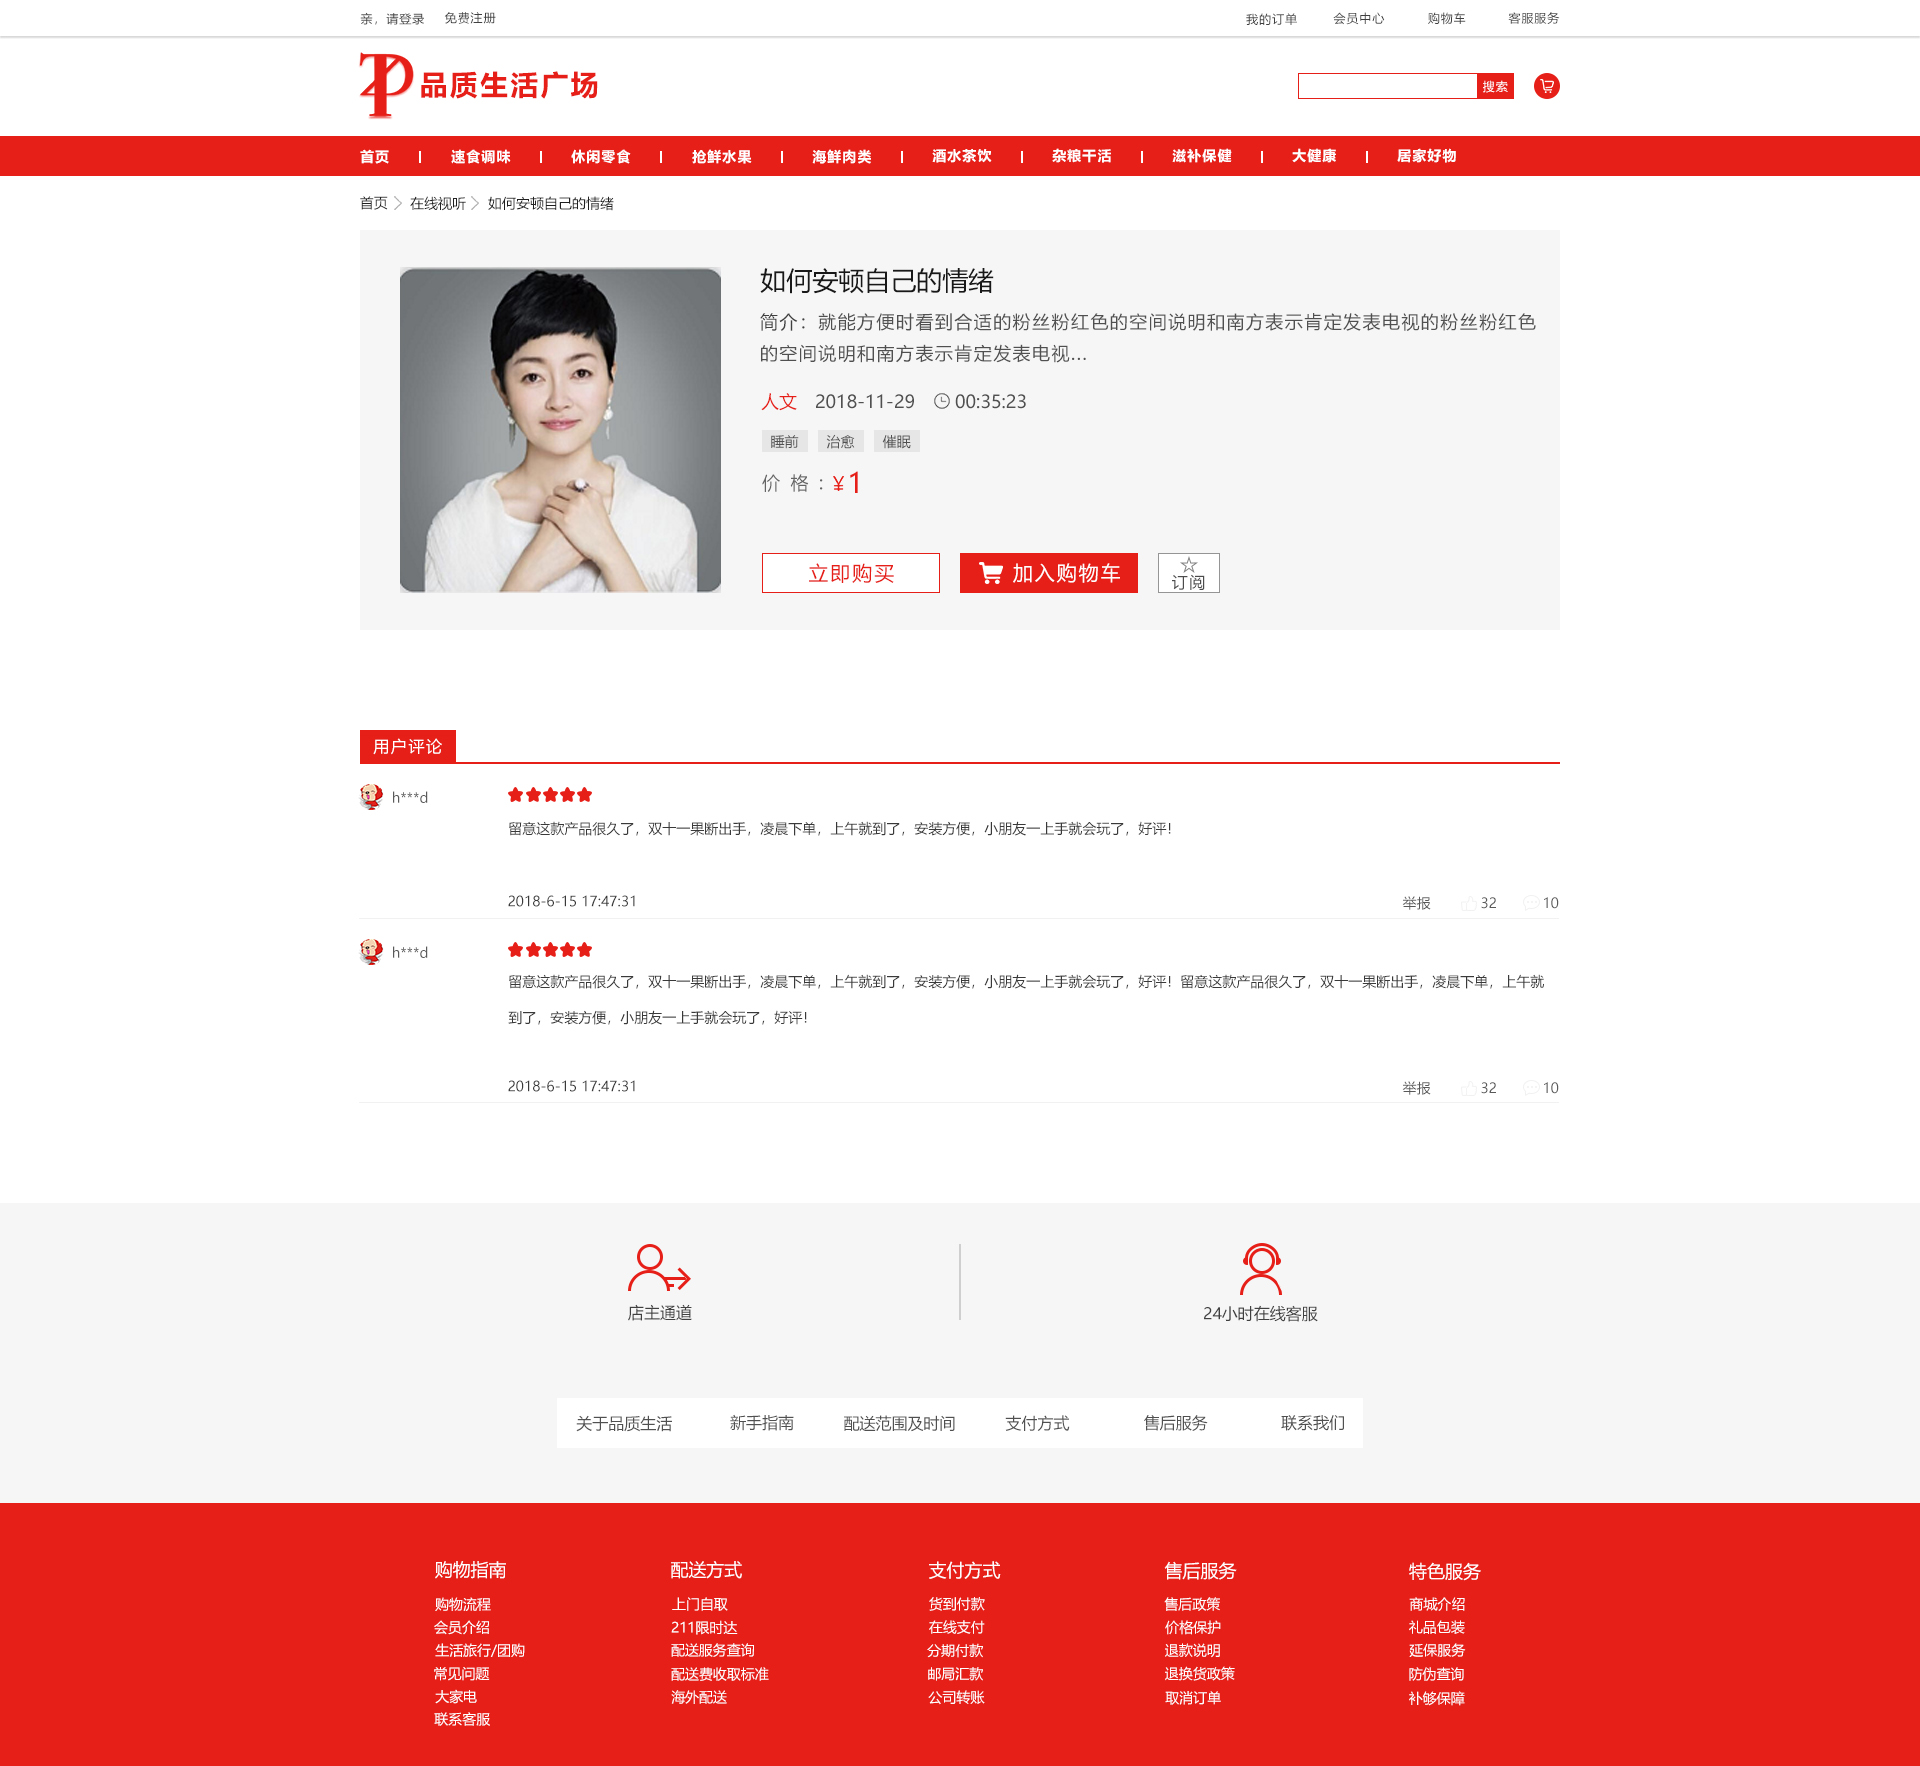 亲，请登录 免费注册 我的订单 会员中心 购物车 客服服务
品质生活广场 搜索
首页 速食调味 休闲零食 抢鲜水果 海鲜肉类 酒水茶饮 杂粮干活 滋补保健 大健康 居家好物
首页 在线视听 如何安顿自己的情绪
如何安顿自己的情绪
简介：就能方便时看到合适的粉丝粉红色的空间说明和南方表示肯定发表电视的粉丝粉红色
的空间说明和南方表示肯定发表电视...
人文 2018-11-29 00:35:23
睡前 治愈 催眠
价 格 : ¥1
立即购买 加入购物车 订阅
用户评论
h***d
留意这款产品很久了，双十一果断出手，凌晨下单，上午就到了，安装方便，小朋友一上手就会玩了，好评！
2018-6-15 17:47:31 举报 32 10
h***d
留意这款产品很久了，双十一果断出手，凌晨下单，上午就到了，安装方便，小朋友一上手就会玩了，好评！留意这款产品很久了，双十一果断出手，凌晨下单，上午就
到了，安装方便，小朋友一上手就会玩了，好评！
2018-6-15 17:47:31 举报 32 10
店主通道 24小时在线客服
关于品质生活 新手指南 配送范围及时间 支付方式 售后服务 联系我们
购物指南 配送方式 支付方式 售后服务 特色服务
购物流程 上门自取 货到付款 售后政策 商城介绍
会员介绍 211限时达 在线支付 价格保护 礼品包装
生活旅行/团购 配送服务查询 分期付款 退款说明 延保服务
常见问题 配送费收取标准 邮局汇款 退换货政策 防伪查询
大家电 海外配送 公司转账 取消订单 补够保障
联系客服